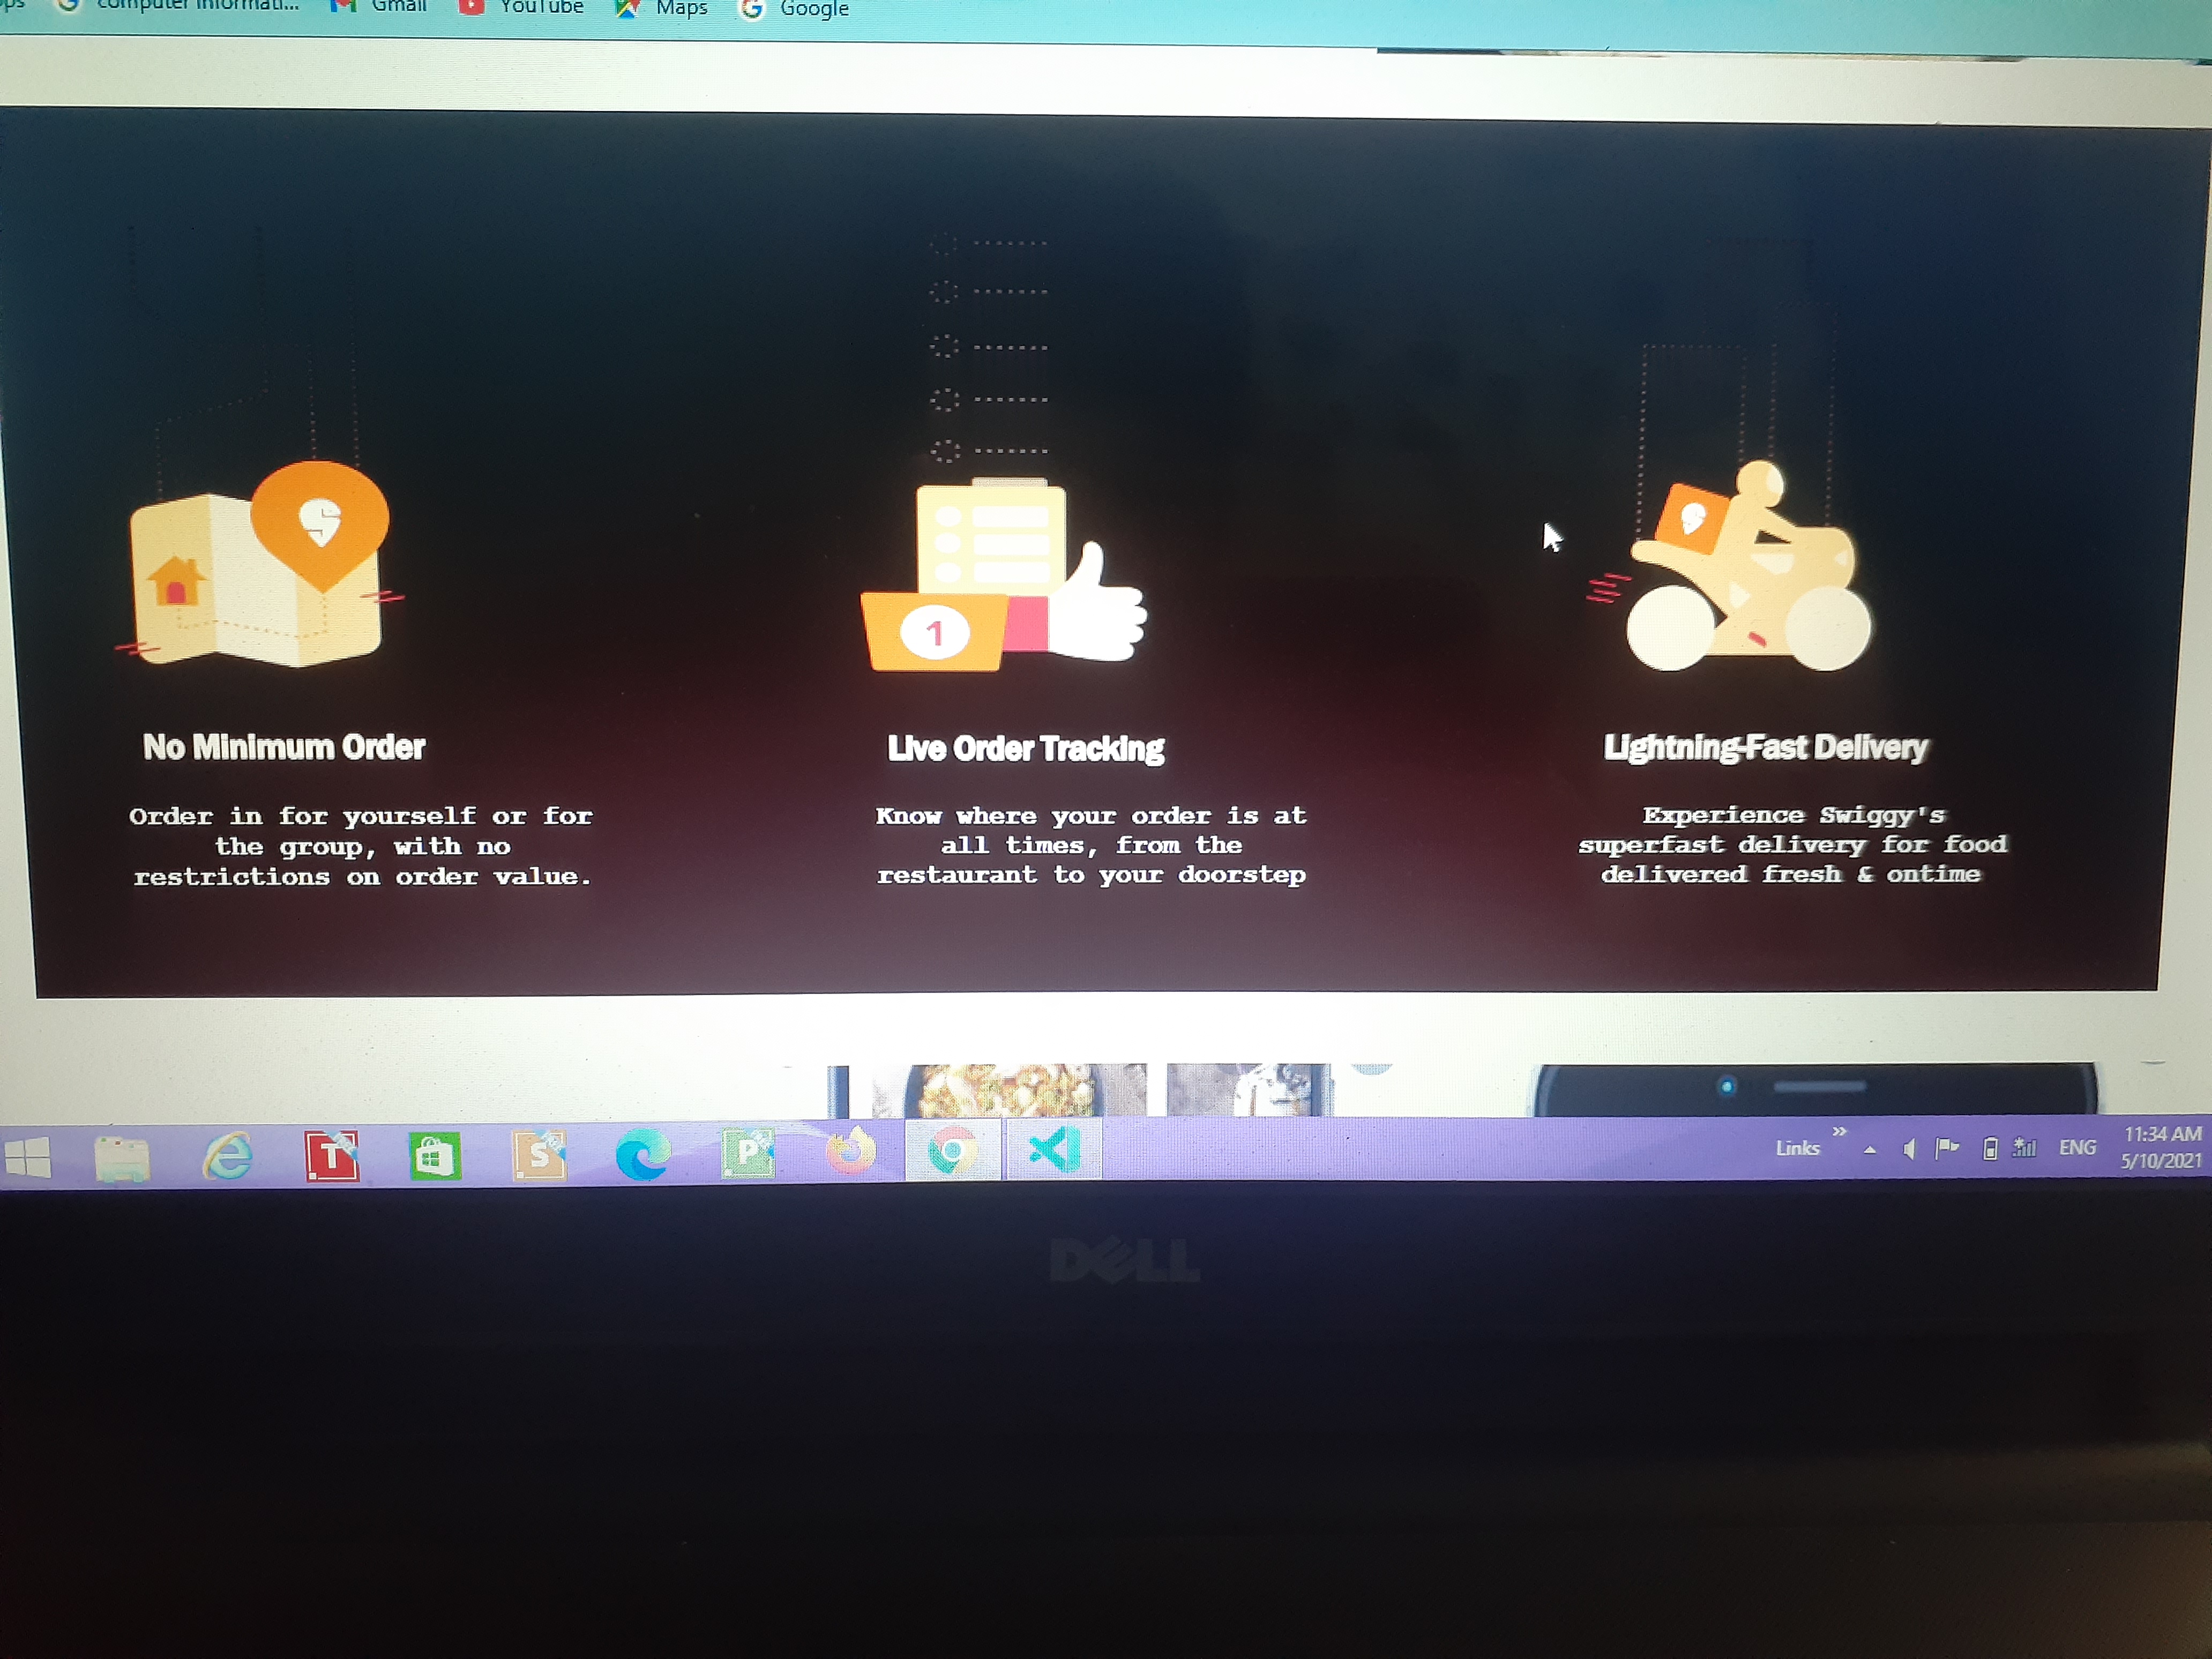 computer informati...
Gmail
YouTube
Maps
Google
1
No Minimum Order
Order in for yourself or for
the group, with no
restrictions on order value.
Live Order Tracking
Know where your order is at
all times, from the
restaurant to your doorstep
Lightning-Fast Delivery
Experience Swiggy's
superfast delivery for food
delivered fresh & ontime
T
S
P
Links
ENG
11:34 AM
5/10/2021
DELL